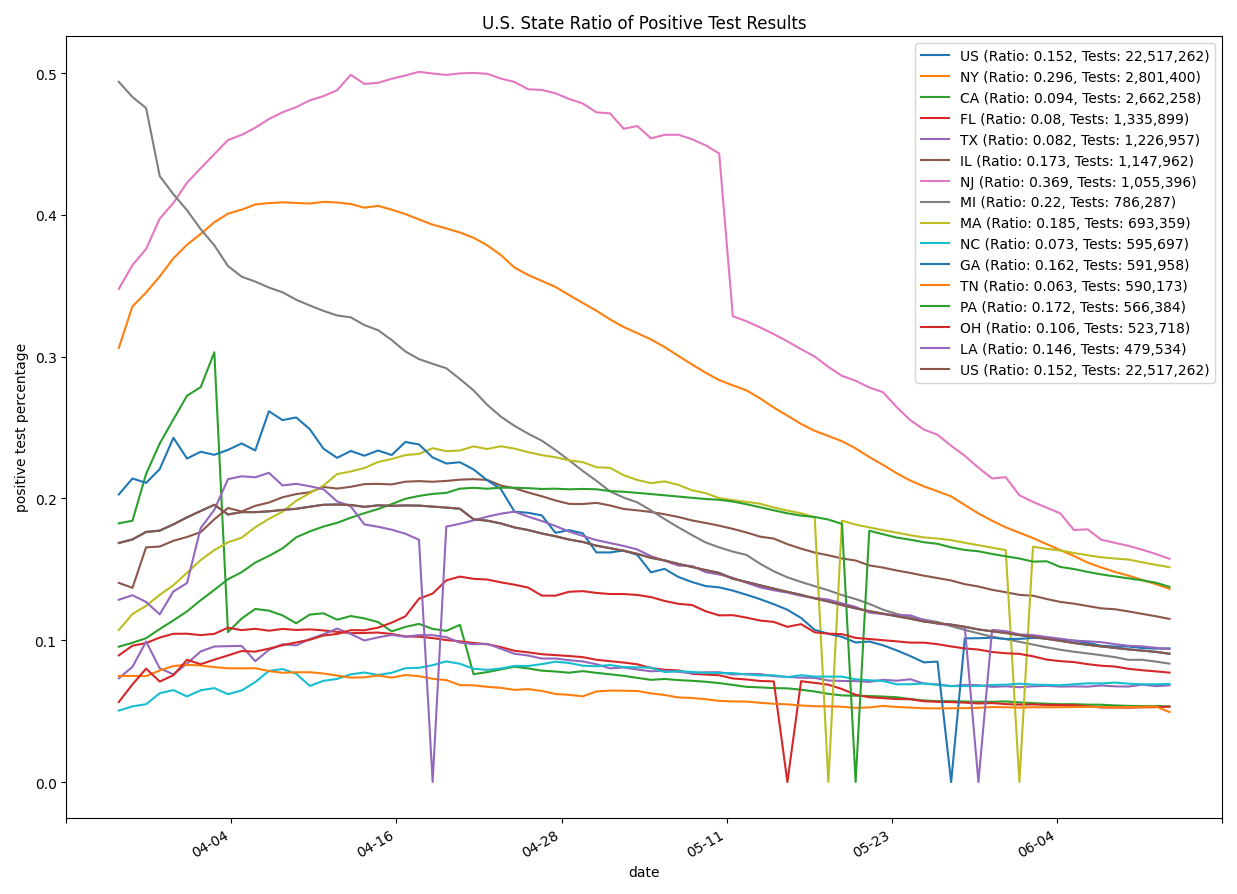 U.S. State Ratio of Positive Test Results
US (Ratio: 0.152, Tests: 22,517,262)
NY (Ratio: 0.296, Tests: 2,801,400)
CA (Ratio: 0.094, Tests: 2,662,258)
FL (Ratio: 0.08, Tests: 1,335,899)
TX (Ratio: 0.082, Tests: 1,226,957)
IL (Ratio: 0.173, Tests: 1,147,962)
NJ (Ratio: 0.369, Tests: 1,055,396)
MI (Ratio: 0.22, Tests: 786,287)
MA (Ratio: 0.185, Tests: 693,359)
NC (Ratio: 0.073, Tests: 595,697)
GA (Ratio: 0.162, Tests: 591,958)
TN (Ratio: 0.063, Tests: 590,173)
PA (Ratio: 0.172, Tests: 566,384)
OH (Ratio: 0.106, Tests: 523,718)
LA (Ratio: 0.146, Tests: 479,534)
US (Ratio: 0.152, Tests: 22,517,262)
positive test percentage
0.5
0.4
0.3
0.2
0.1
0.0
04-04
04-16
04-28
05-11
05-23
06-04
date